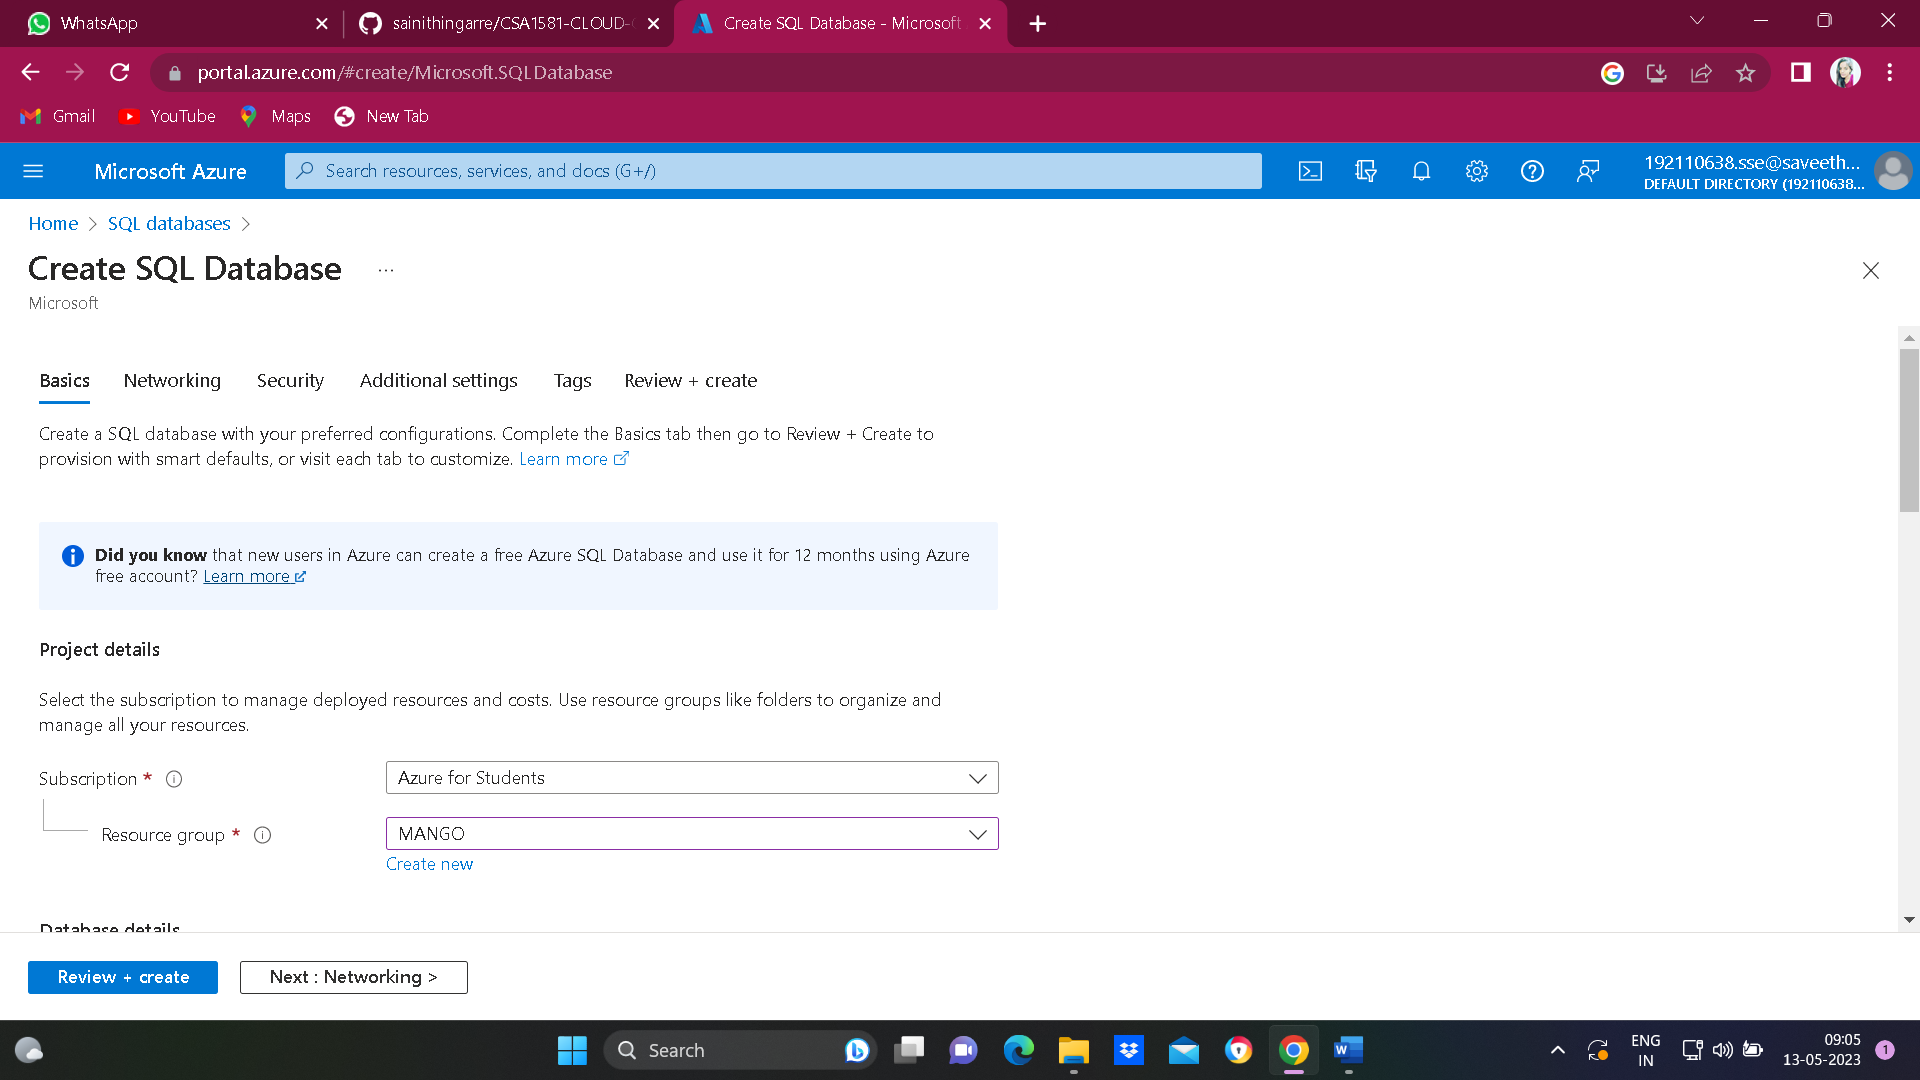 WhatsApp
sainithingarre/CSA1581-CLOUD-
Create SQL Database - Microsoft
portal.azure.com/#create/Microsoft.SQLDatabase
Gmail
YouTube
Maps
New Tab
Microsoft Azure
Search resources, services, and docs (G+/)
192110638.sse@saveeth...
DEFAULT DIRECTORY (192110638...
Home > SQL databases >
Create SQL Database ...
Microsoft
Basics
Networking
Security
Additional settings
Tags
Review + create
Create a SQL database with your preferred configurations. Complete the Basics tab then go to Review + Create to
provision with smart defaults, or visit each tab to customize. Learn more
Did you know that new users in Azure can create a free Azure SQL Database and use it for 12 months using Azure
free account? Learn more
Project details
Select the subscription to manage deployed resources and costs. Use resource groups like folders to organize and
manage all your resources.
Subscription *
Azure for Students
Resource group *
MANGO
Create new
Database details
Review + create
Next : Networking >
Search
ENG
IN
09:05
13-05-2023
1